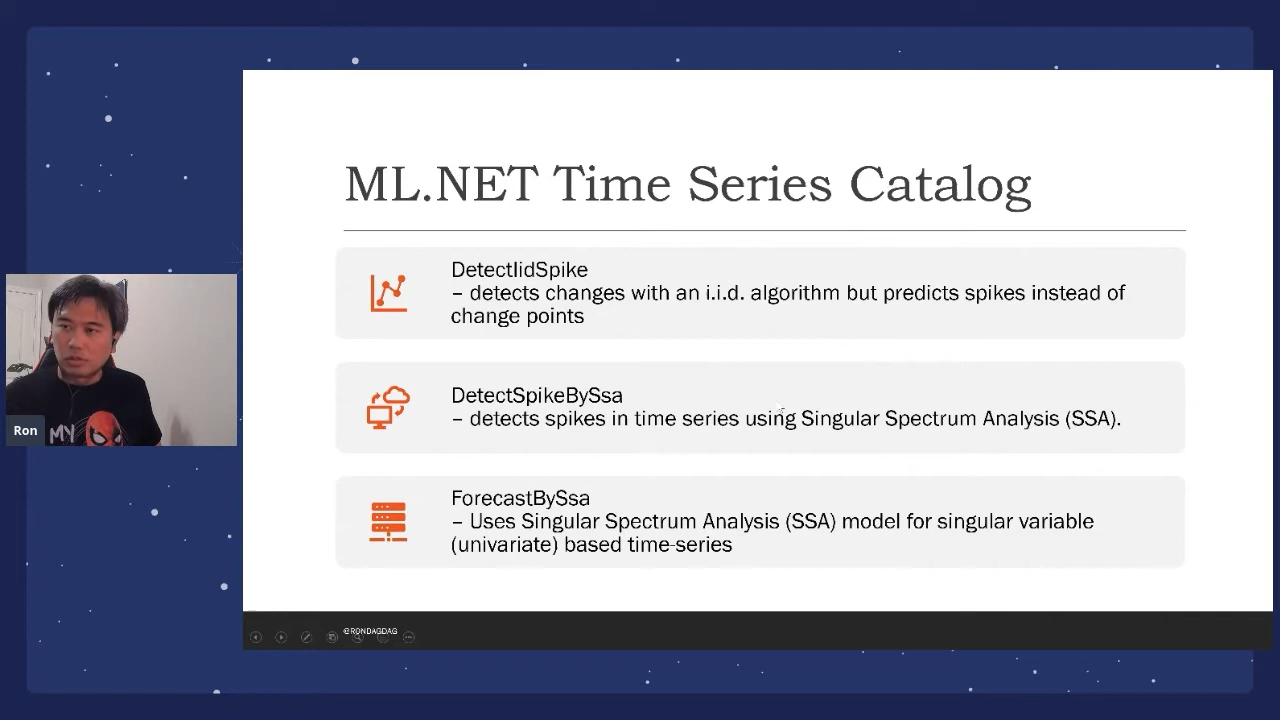 ML.NET Time Series Catalog
DetectIidSpike
– detects changes with an i.i.d. algorithm but predicts spikes instead of
change points
DetectSpikeBySsa
– detects spikes in time series using Singular Spectrum Analysis (SSA).
ForecastBySsa
– Uses Singular Spectrum Analysis (SSA) model for singular variable
(univariate) based time-series
MY
Ron
@RONDAGDAG